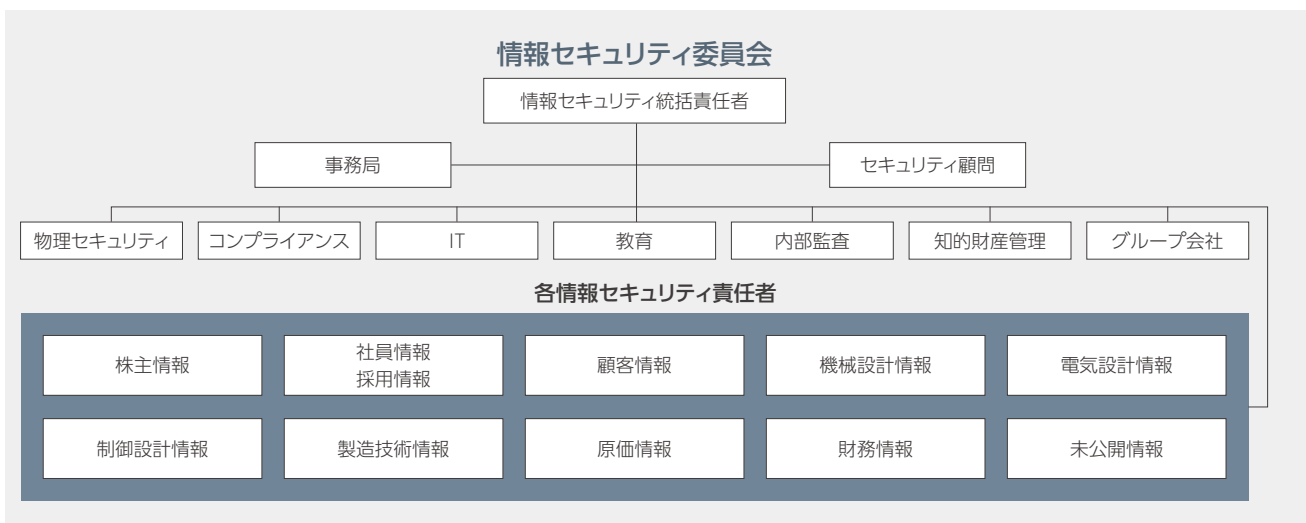 情報セキュリティ委員会
情報セキュリティ統括責任者
事務局
セキュリティ顧問
物理セキュリティ
コンプライアンス
IT
教育
内部監査
知的財産管理
グループ会社
各情報セキュリティ責任者
株主情報
社員情報
採用情報
顧客情報
機械設計情報
電気設計情報
制御設計情報
製造技術情報
原価情報
財務情報
未公開情報